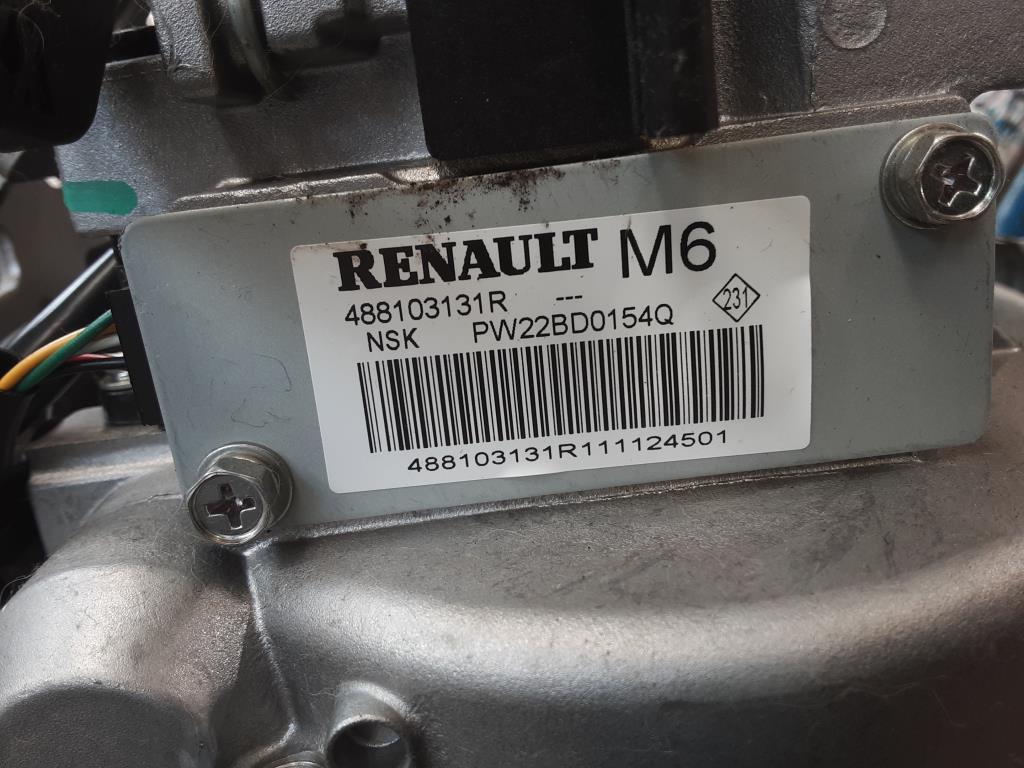 RENAULT M6
488103131R ---
231
NSK PW22BD0154Q
488103131R111124501